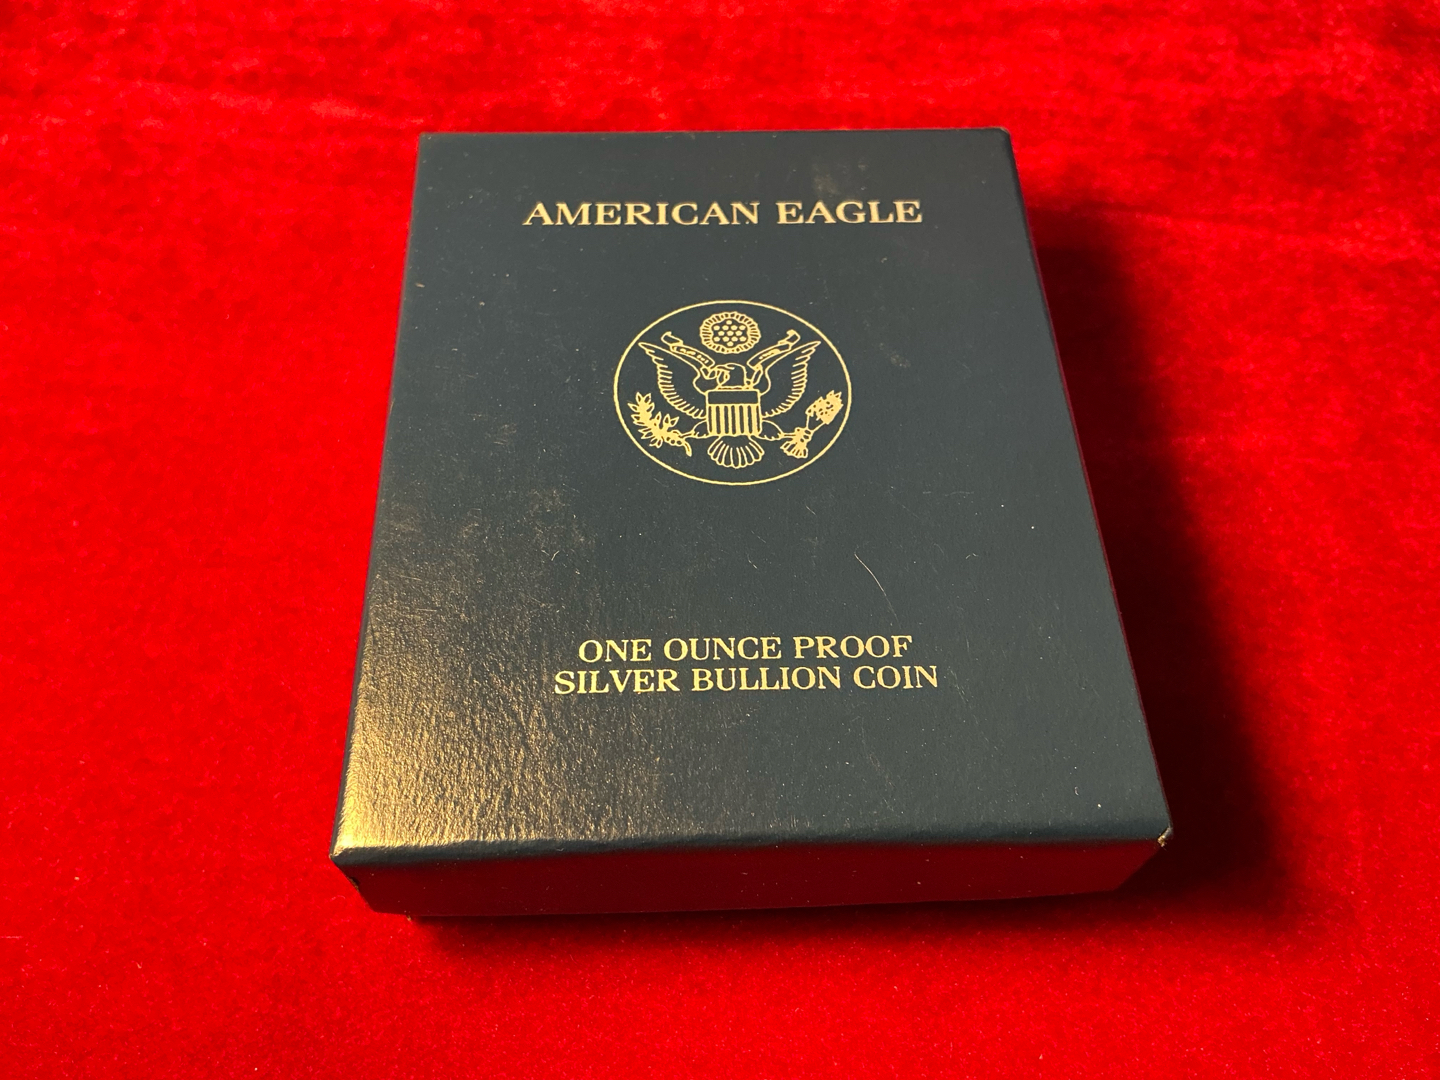 AMERICAN EAGLE
ONE OUNCE PROOF
SILVER BULLION COIN